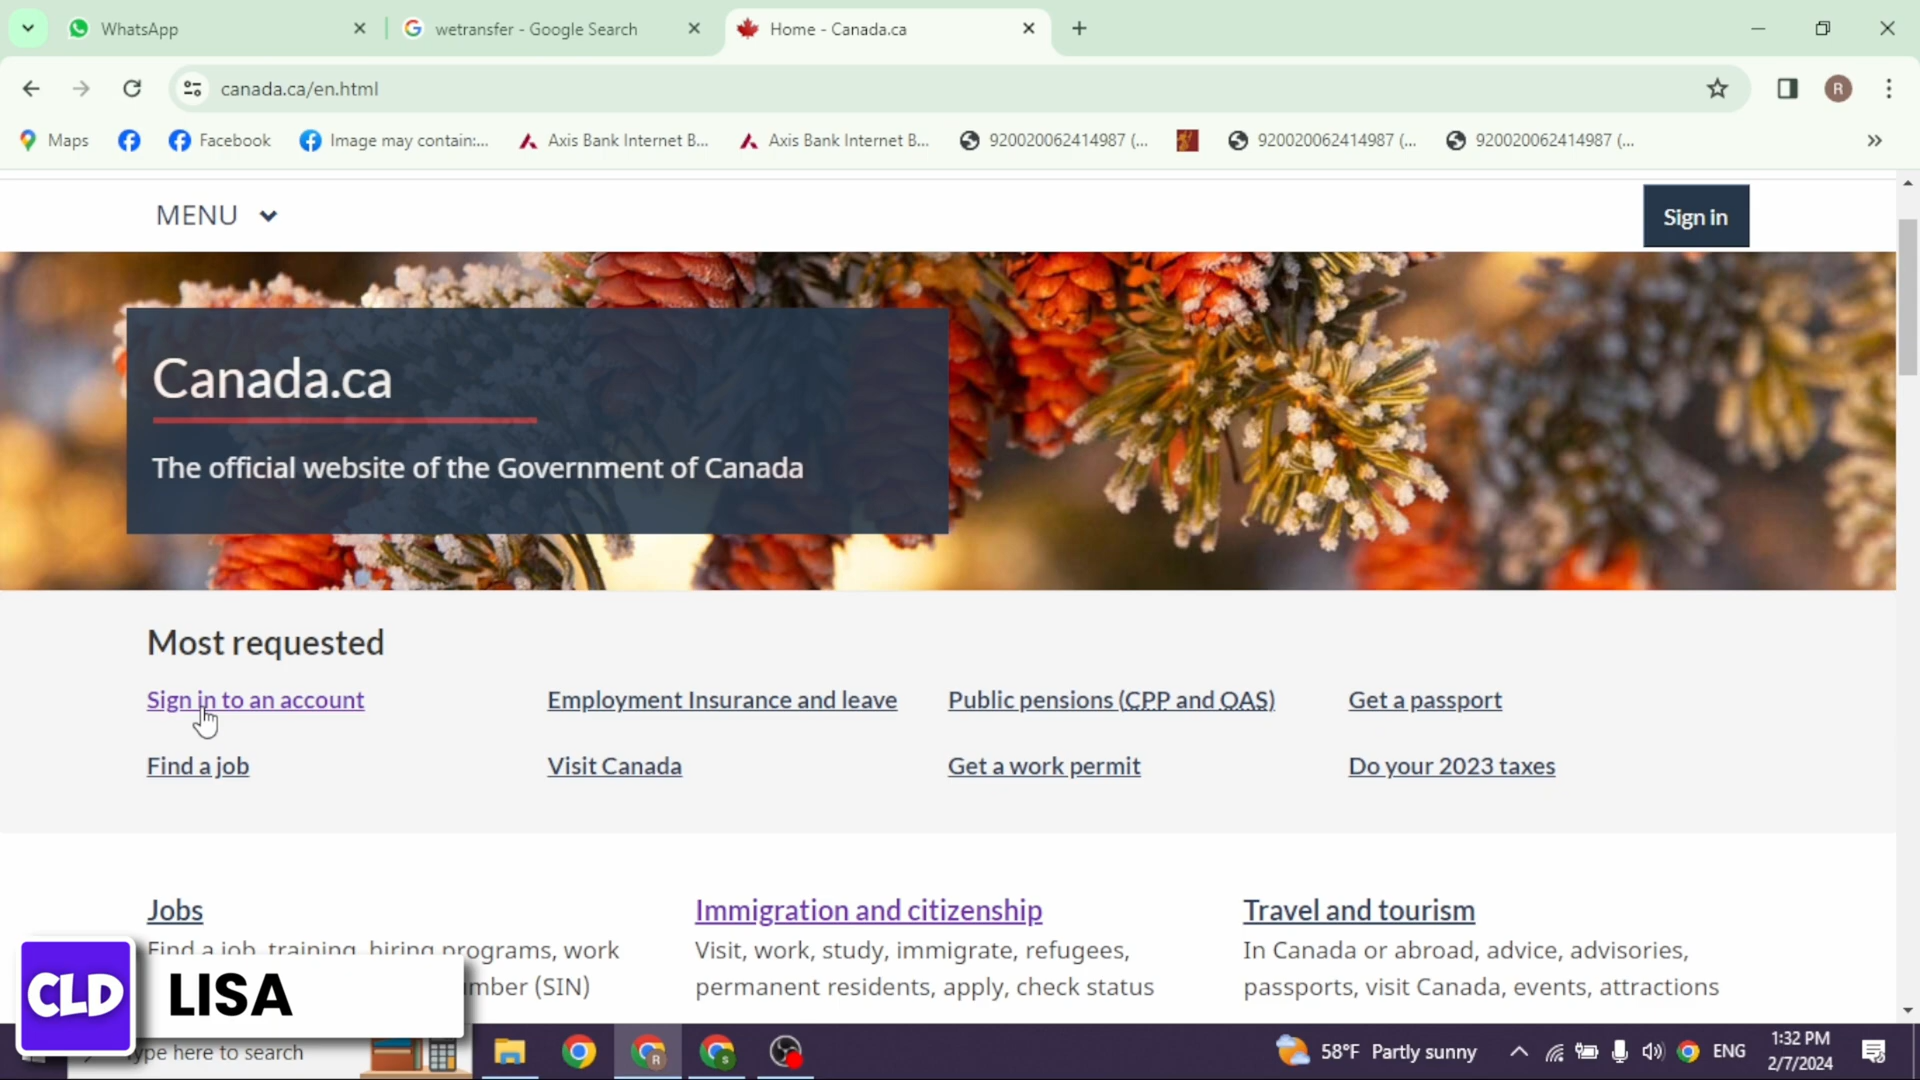 WhatsApp
wetransfer - Google Search
Home - Canada.ca
canada.ca/en.html
R
Maps
Facebook
Image may contain:...
Axis Bank Internet B...
Axis Bank Internet B...
920020062414987 (...
920020062414987 (...
920020062414987 (...
MENU
Sign in
Canada.ca
The official website of the Government of Canada
Most requested
Sign in to an account
Employment Insurance and leave
Public pensions (CPP and OAS)
Get a passport
Find a job
Visit Canada
Get a work permit
Do your 2023 taxes
Jobs
Immigration and citizenship
Travel and tourism
Find a job, training, hiring programs, work
Visit, work, study, immigrate, refugees,
In Canada or abroad, advice, advisories,
(SIN)
permanent residents, apply, check status
passports, visit Canada, events, attractions
CLD
LISA
Type here to search
58°F Partly sunny
ENG
1:32 PM
2/7/2024